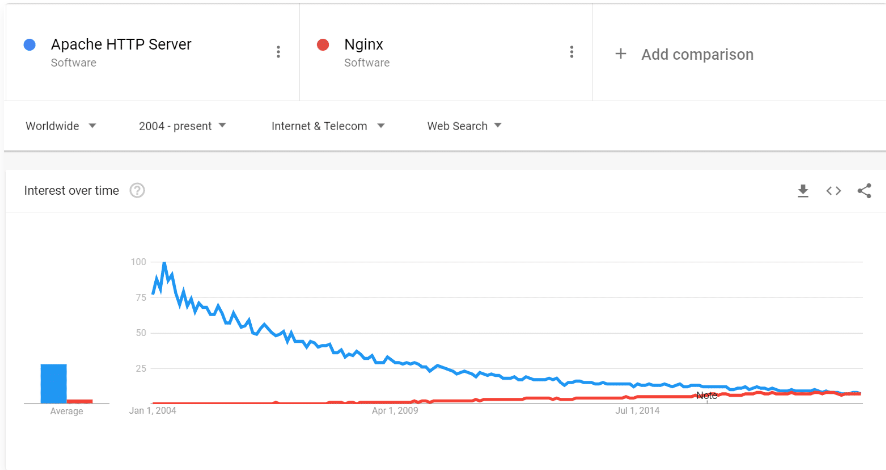 Apache HTTP Server
Software
Nginx
Software
+ Add comparison
Worldwide
2004 - present
Internet & Telecom
Web Search
Interest over time ?
100
75
50
25
Average
Jan 1, 2004
Apr 1, 2009
Jul 1, 2014
Note